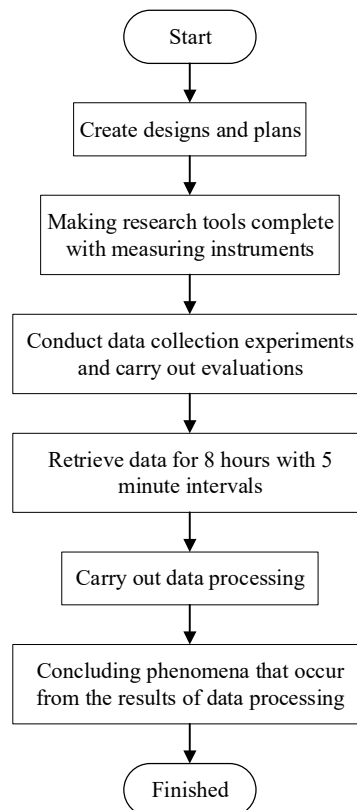 Start
Create designs and plans
Making research tools complete
with measuring instruments
Conduct data collection experiments
and carry out evaluations
Retrieve data for 8 hours with 5
minute intervals
Carry out data processing
Concluding phenomena that occur
from the results of data processing
Finished